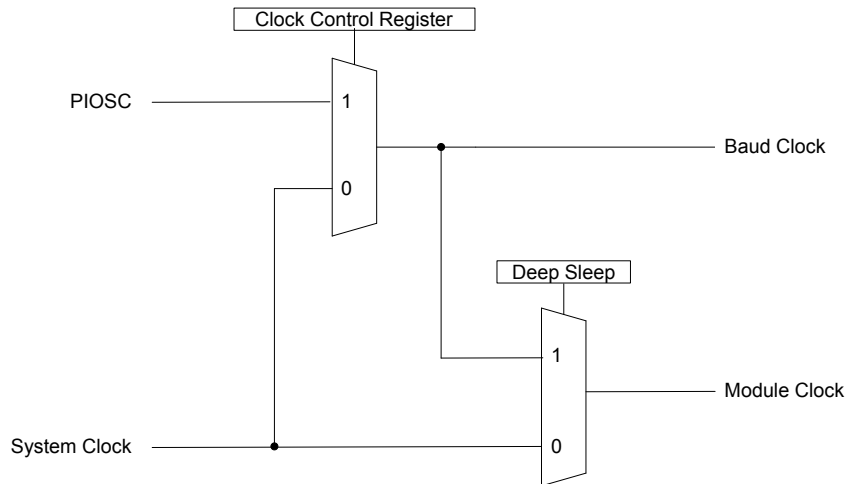 Clock Control Register
PIOSC
1
Baud Clock
0
Deep Sleep
1
Module Clock
System Clock
0